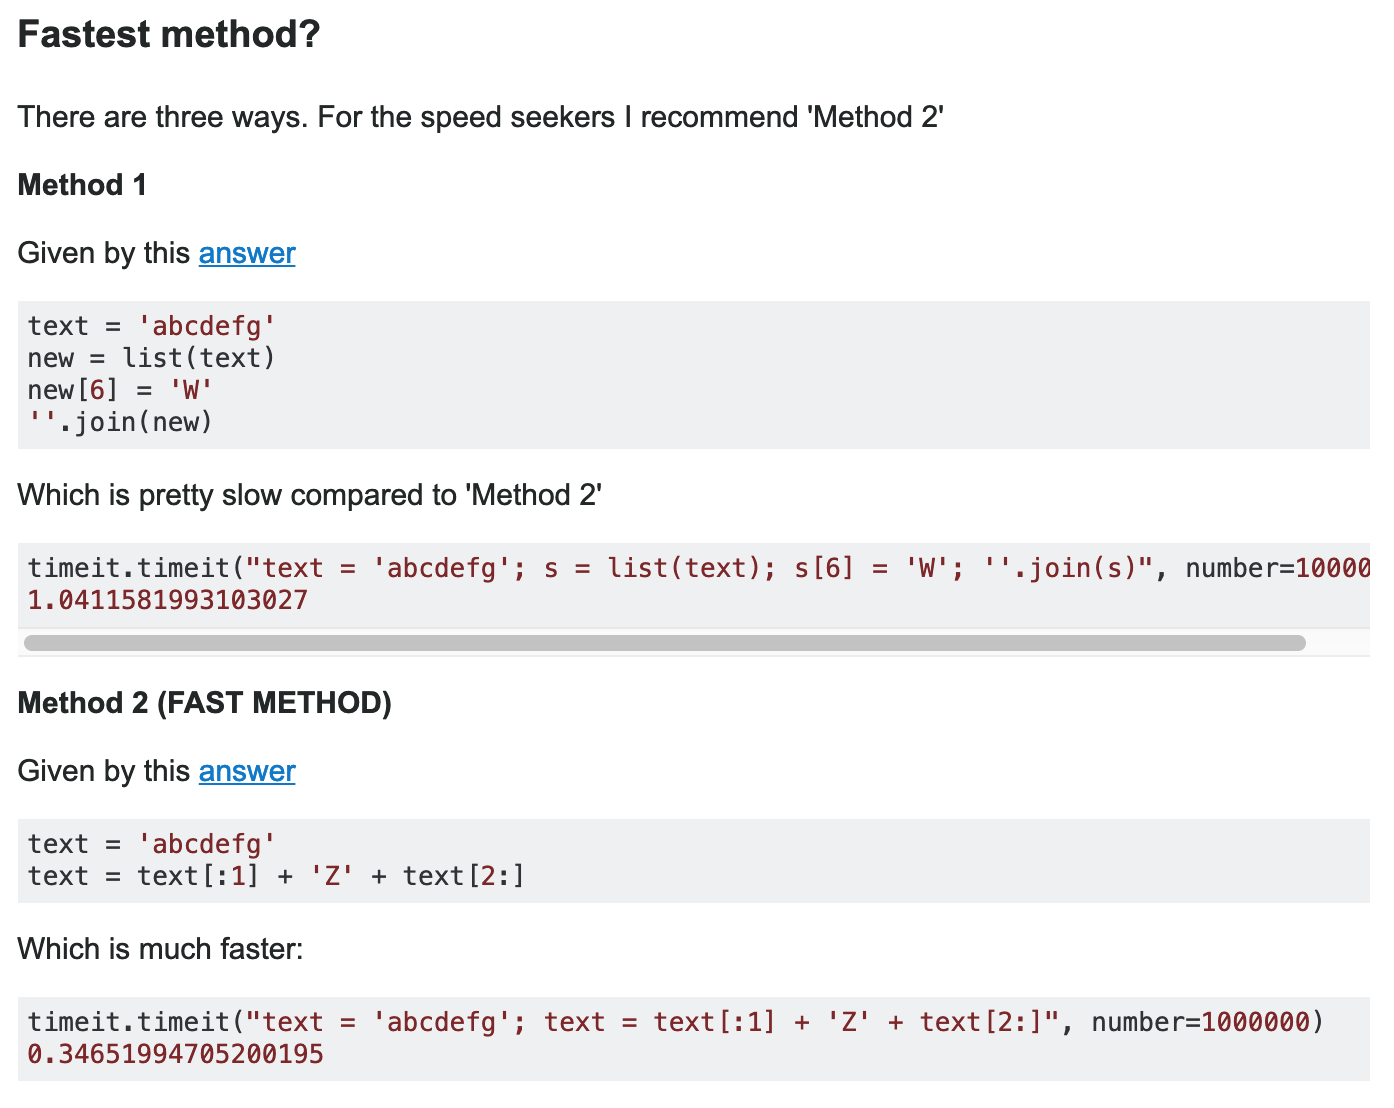 Fastest method?
There are three ways. For the speed seekers I recommend 'Method 2'
Method 1
Given by this answer
text = 'abcdefg'
new = list(text)
new[6] = 'W'
''.join(new)
Which is pretty slow compared to 'Method 2'
timeit.timeit("text = 'abcdefg'; s = list(text); s[6] = 'W'; ''.join(s)", number=10000
1.0411581993103027
Method 2 (FAST METHOD)
Given by this answer
text = 'abcdefg'
text = text[:1] + 'Z' + text[2:]
Which is much faster:
timeit.timeit("text = 'abcdefg'; text = text[:1] + 'Z' + text[2:]", number=1000000)
0.34651994705200195